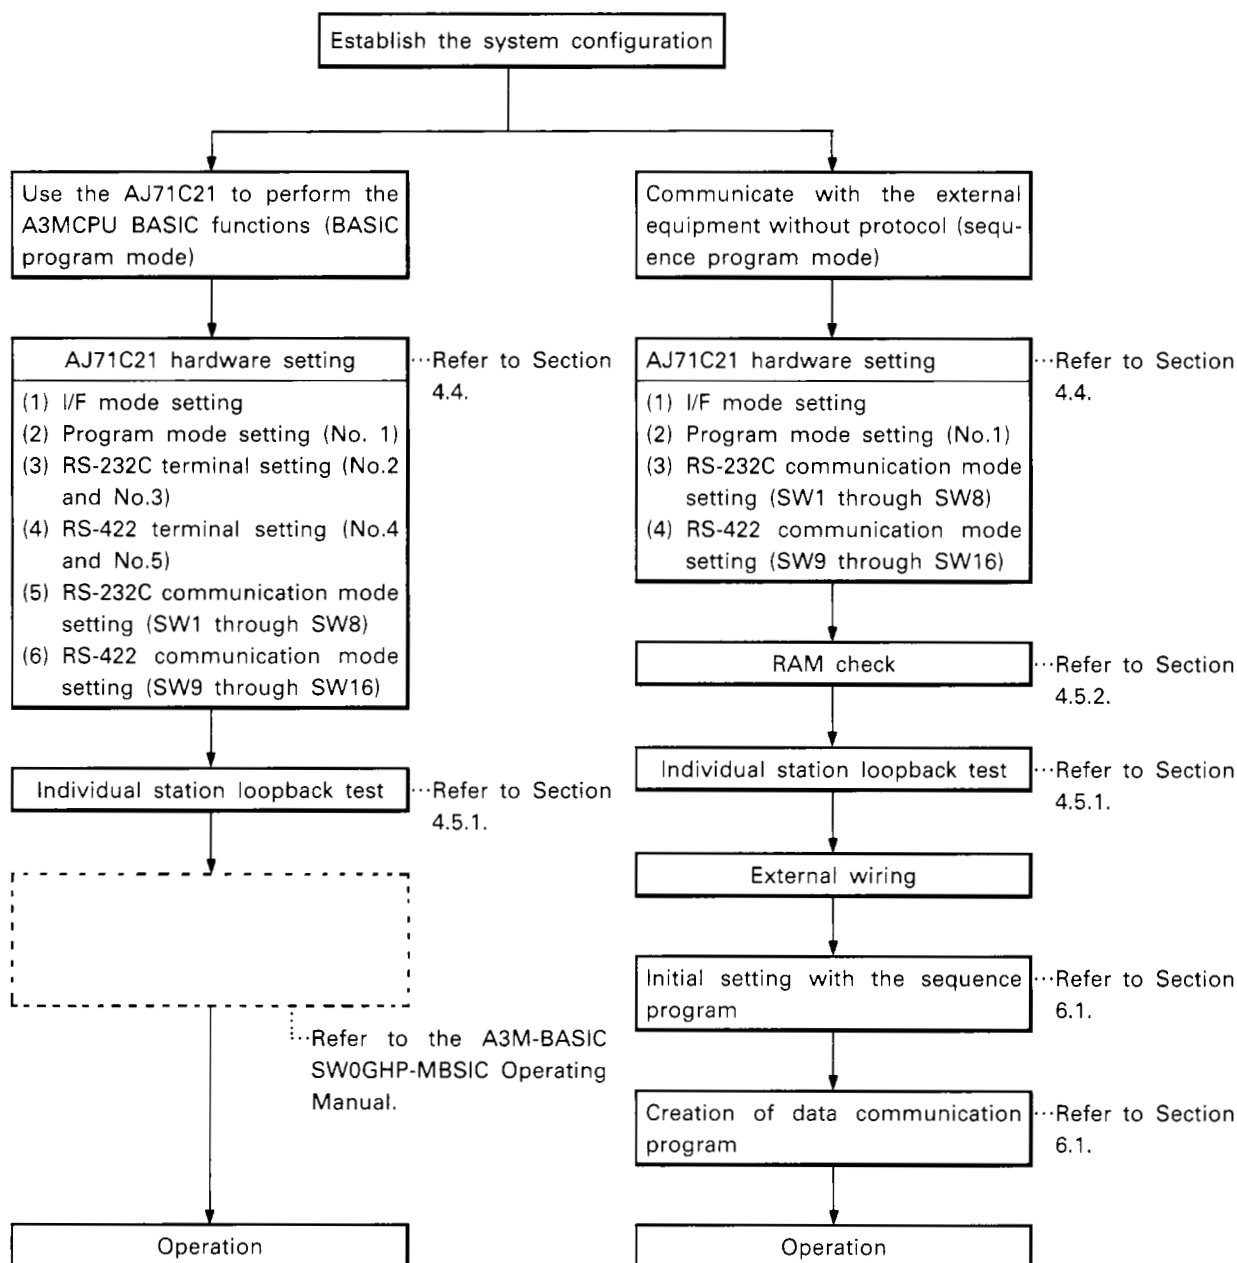 Establish the system configuration
Use the AJ71C21 to perform the
A3MCPU BASIC functions (BASIC
program mode)
AJ71C21 hardware setting
···Refer to Section
4.4.
(1) I/F mode setting
(2) Program mode setting (No. 1)
(3) RS-232C terminal setting (No.2
and No.3)
(4) RS-422 terminal setting (No.4
and No.5)
(5) RS-232C communication mode
setting (SW1 through SW8)
(6) RS-422 communication mode
setting (SW9 through SW16)
Individual station loopback test
···Refer to Section
4.5.1.
···Refer to the A3M-BASIC
SW0GHP-MBSIC Operating
Manual.
Operation
Communicate with the external
equipment without protocol (sequ-
ence program mode)
AJ71C21 hardware setting
···Refer to Section
4.4.
(1) I/F mode setting
(2) Program mode setting (No.1)
(3) RS-232C communication mode
setting (SW1 through SW8)
(4) RS-422 communication mode
setting (SW9 through SW16)
RAM check
···Refer to Section
4.5.2.
Individual station loopback test
···Refer to Section
4.5.1.
External wiring
Initial setting with the sequence
program
···Refer to Section
6.1.
Creation of data communication
program
···Refer to Section
6.1.
Operation